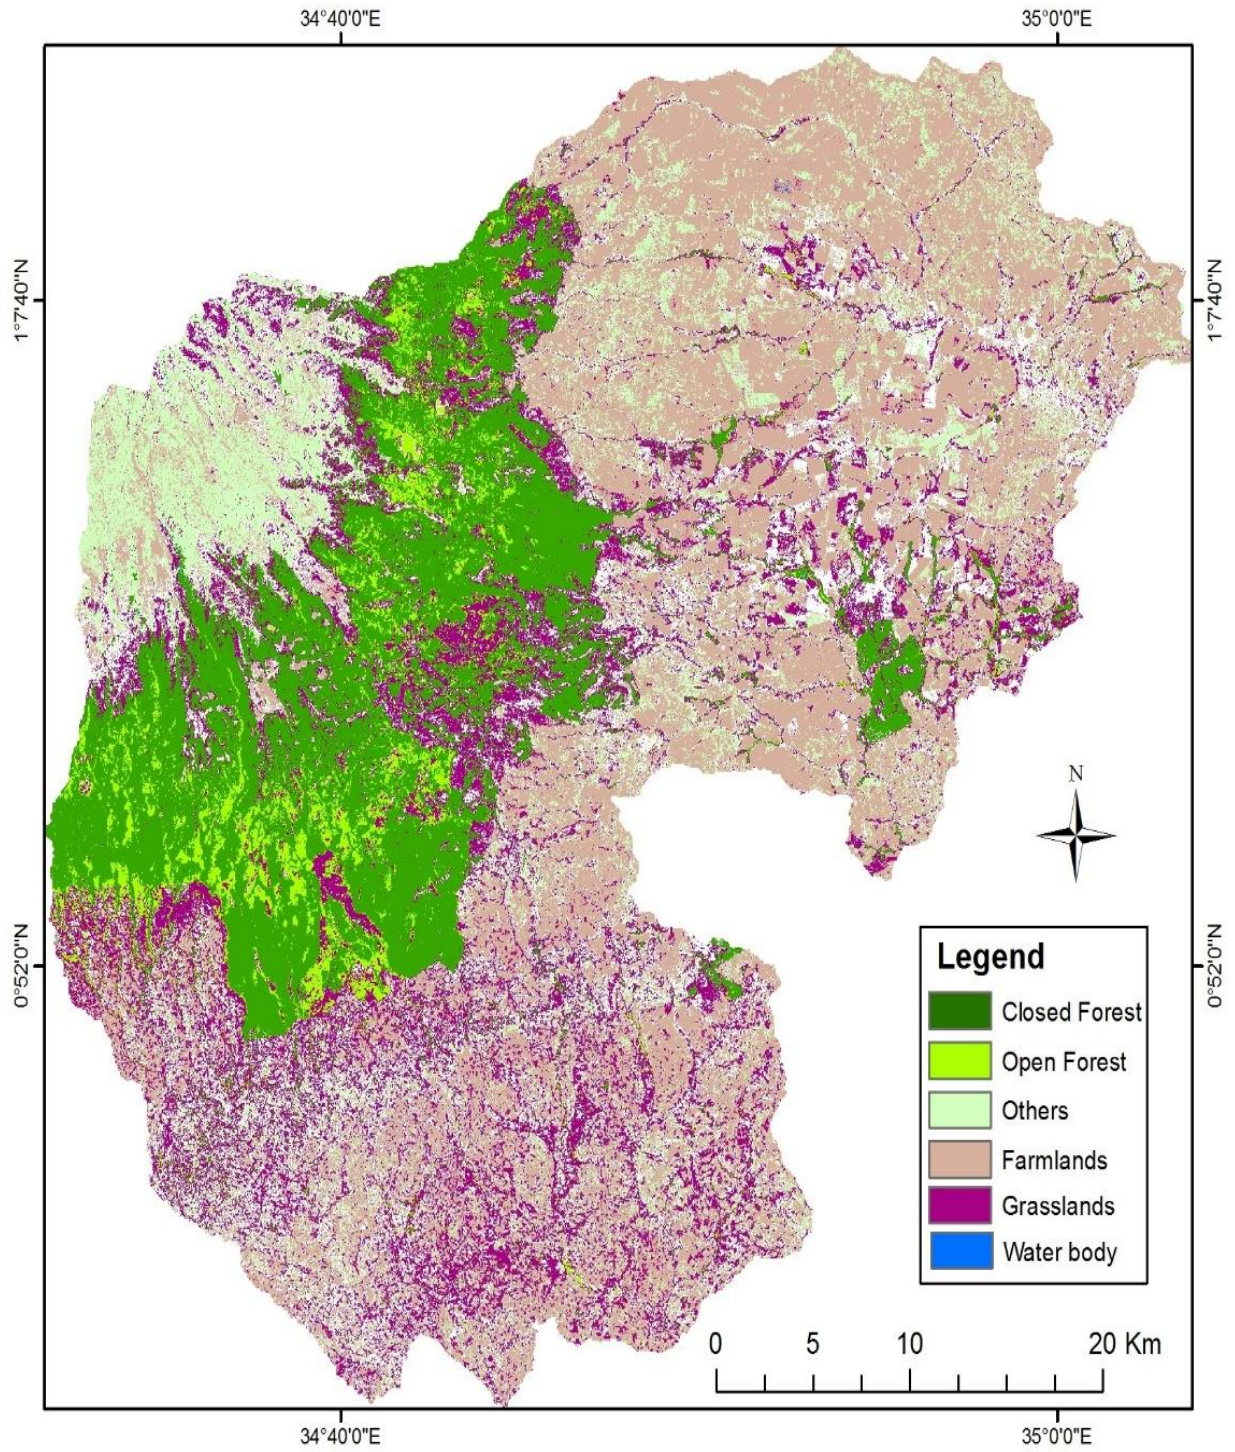 34°40'0"E 35°0'0"E
1°7'40"N 1°7'40"N
N
0°52'0"N 0°52'0"N
Legend
Closed Forest
Open Forest
Others
Farmlands
Grasslands
Water body
0 5 10 20 Km
34°40'0"E 35°0'0"E